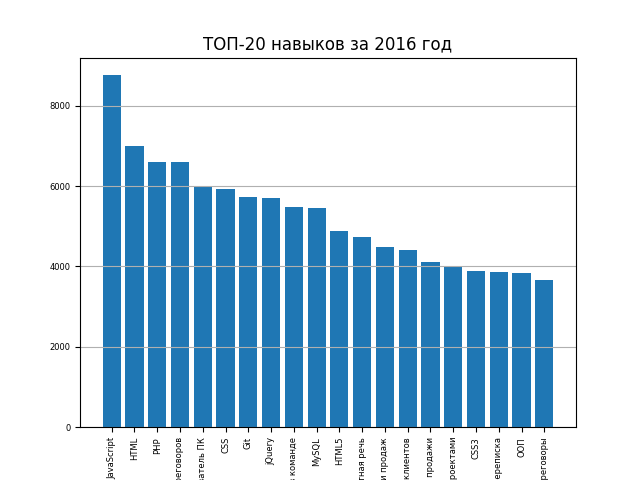 ТОП-20 навыков за 2016 год
8000
6000
4000
2000
0
JavaScript
HTML
PHP
реговоров
ватель ПК
CSS
Git
jQuery
в команде
MySQL
HTML5
тная речь
и продаж
клиентов
продажи
роектами
CSS3
ереписка
ООП
реговоры